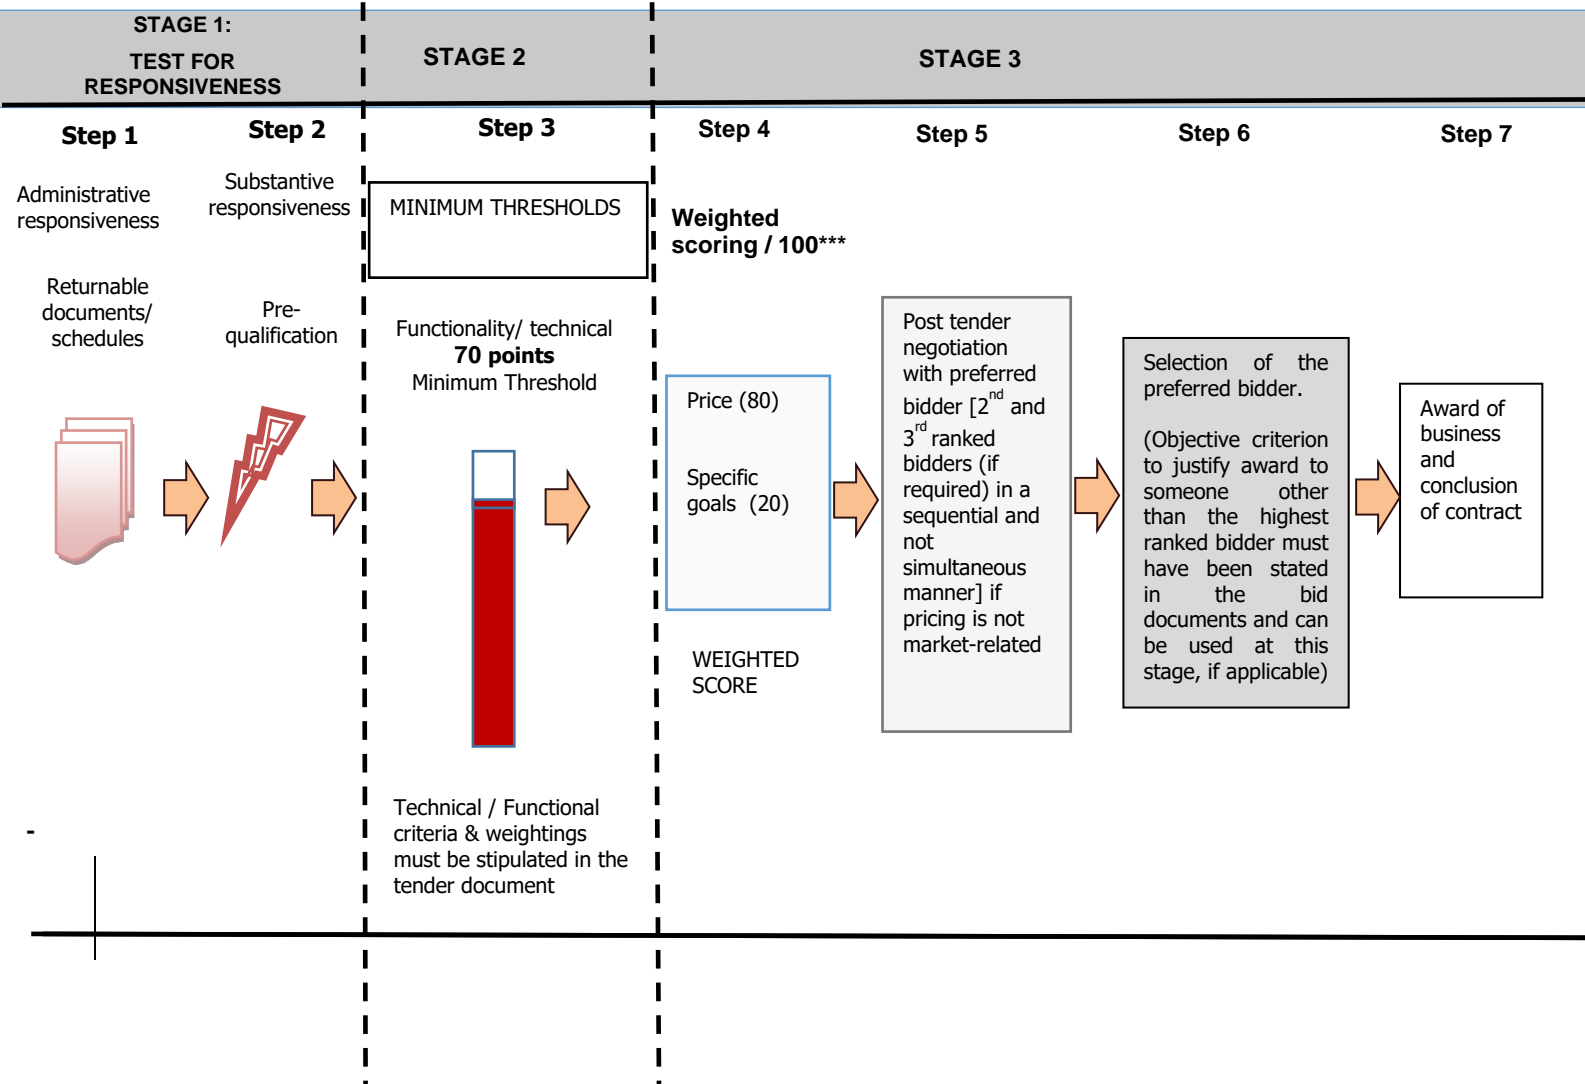 STAGE 1:
TEST FOR
RESPONSIVENESS
STAGE 2
STAGE 3
Step 1
Step 2
Step 3
Step 4
Step 5
Step 6
Step 7
Administrative
responsiveness
Returnable
documents/
schedules
Substantive
responsiveness
Pre-
qualification
MINIMUM THRESHOLDS
Functionality/ technical
70 points
Minimum Threshold
Technical / Functional
criteria & weightings
must be stipulated in the
tender document
Weighted
scoring / 100***
Price (80)
Specific
goals (20)
WEIGHTED
SCORE
Post tender
negotiation
with preferred
bidder [2nd and
3rd ranked
bidders (if
required) in a
sequential and
not
simultaneous
manner] if
pricing is not
market-related
Selection of the
preferred bidder.
(Objective criterion
to justify award to
someone other
than the highest
ranked bidder must
have been stated
in the bid
documents and can
be used at this
stage, if applicable)
Award of
business
and
conclusion
of contract
-